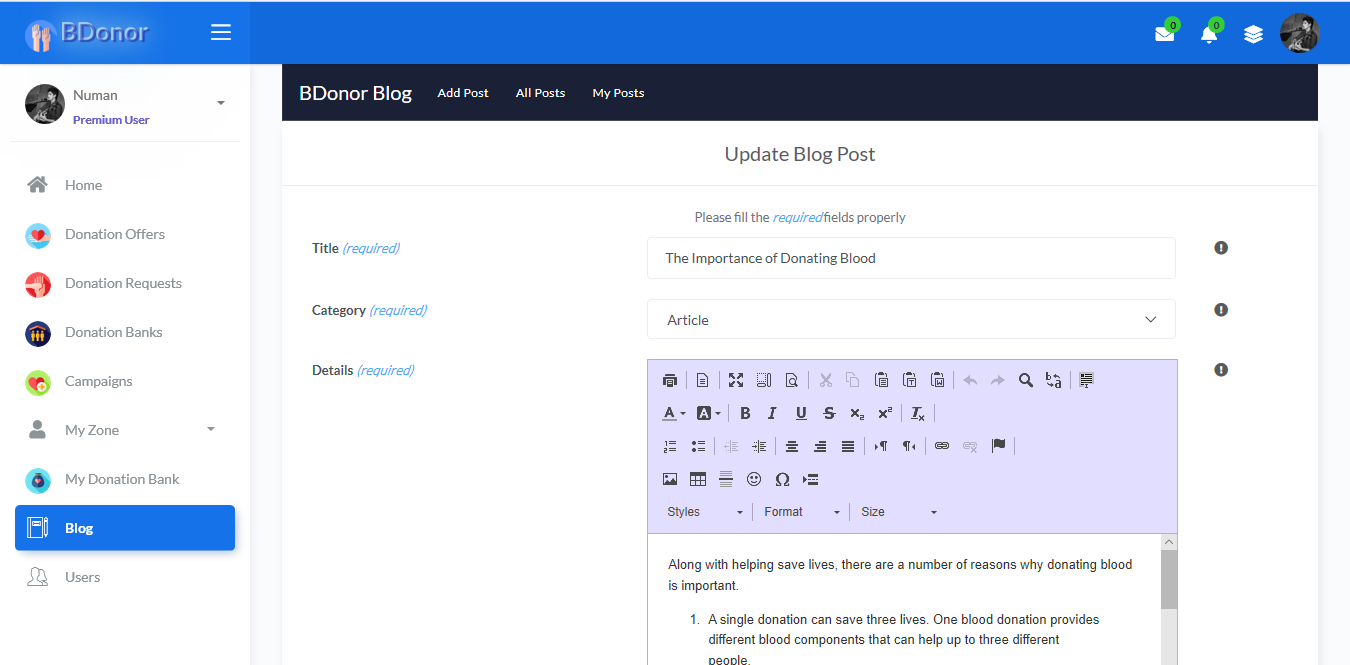 BDonor
0
0
Numan
Premium User
Home
Donation Offers
Donation Requests
Donation Banks
Campaigns
My Zone
My Donation Bank
Blog
Users
BDonor Blog Add Post All Posts My Posts
Update Blog Post
Please fill the requiredfields properly
Title (required)
The Importance of Donating Blood
Category (required)
Article
Details (required)
Styles Format Size
Along with helping save lives, there are a number of reasons why donating blood
is important.
1. A single donation can save three lives. One blood donation provides
different blood components that can help up to three different
people.